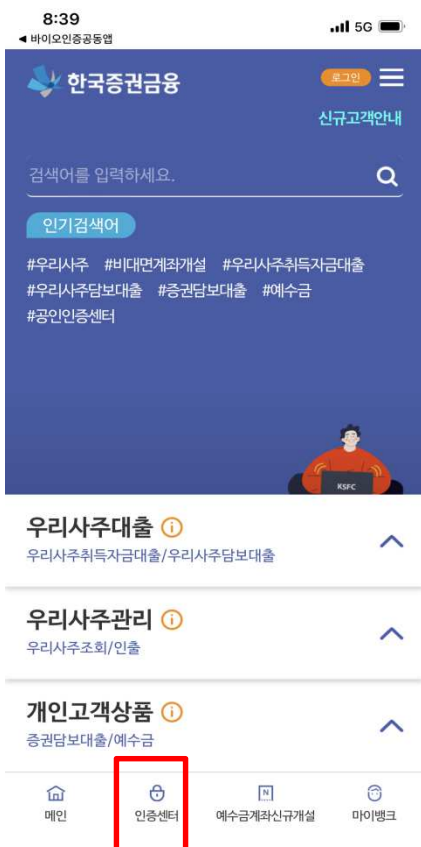 8:39
5G
◀ 바이오인증공동앱
한국증권금융
로그인
신규고객안내
검색어를 입력하세요.
인기검색어
#우리사주 #비대면계좌개설 #우리사주취득자금대출
#우리사주담보대출 #증권담보대출 #예수금
#공인인증센터
KSFC
우리사주대출
우리사주취득자금대출/우리사주담보대출
우리사주관리
우리사주조회/인출
개인고객상품
증권담보대출/예수금
N
메인 인증센터 예수금계좌신규개설 마이뱅크